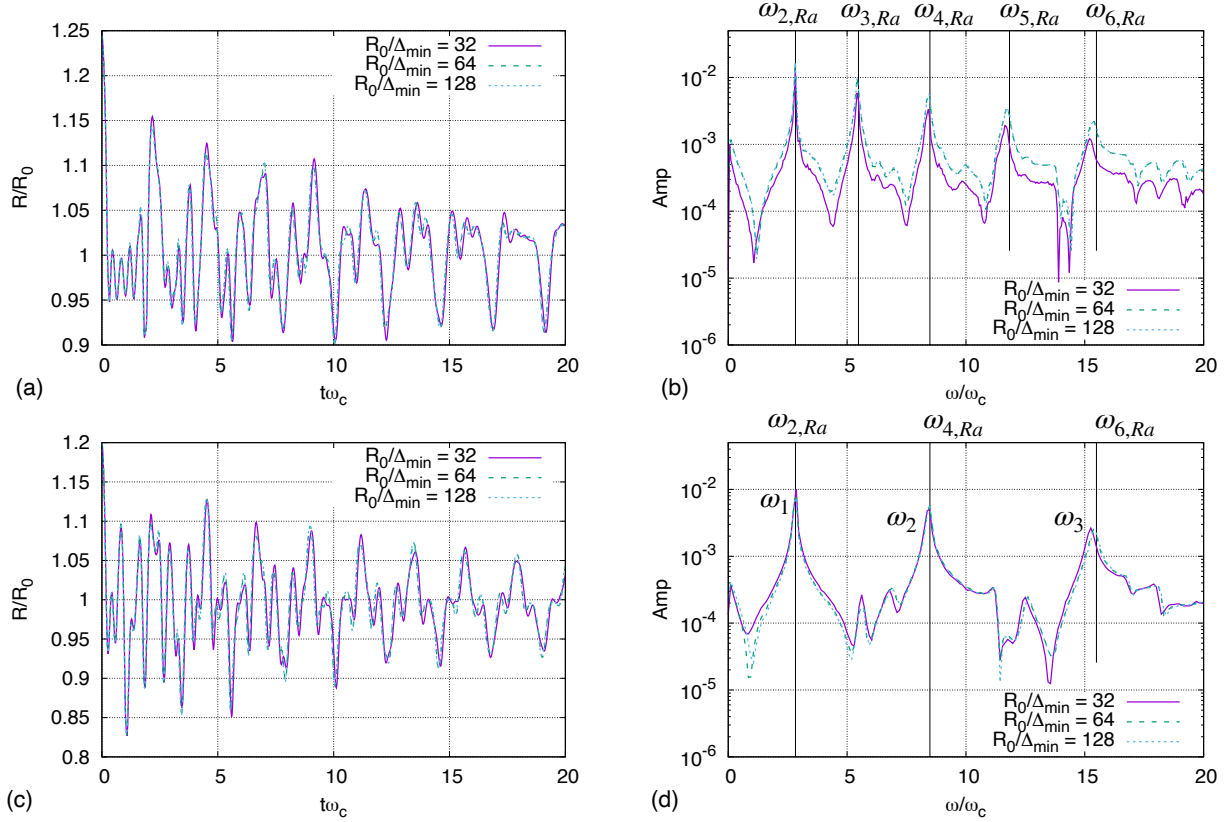 1.25
1.2
1.15
1.1
1.05
1
0.95
0.9
R/R0
R0/Δmin = 32
R0/Δmin = 64
R0/Δmin = 128
0 5 10 15 20
tωc
(a)
ω2,Ra ω3,Ra ω4,Ra ω5,Ra ω6,Ra
10-2
10-3
10-4
10-5
10-6
Amp
R0/Δmin = 32
R0/Δmin = 64
R0/Δmin = 128
0 5 10 15 20
ω/ωc
(b)
1.2
1.15
1.1
1.05
1
0.95
0.9
0.85
0.8
R/R0
R0/Δmin = 32
R0/Δmin = 64
R0/Δmin = 128
0 5 10 15 20
tωc
(c)
ω2,Ra ω4,Ra ω6,Ra
10-2
10-3
10-4
10-5
10-6
Amp
ω1 ω2 ω3
R0/Δmin = 32
R0/Δmin = 64
R0/Δmin = 128
0 5 10 15 20
ω/ωc
(d)